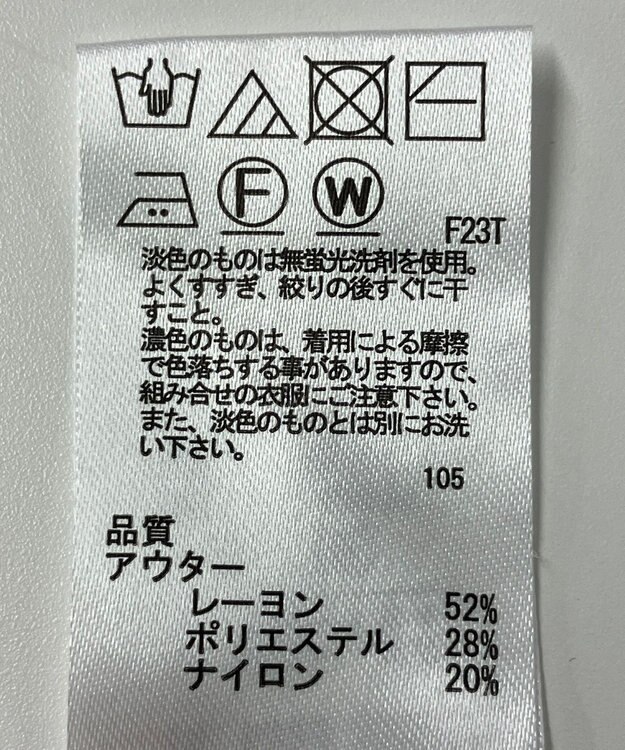 F W
F23T
淡色のものは無蛍光洗剤を使用。
よくすすぎ、絞りの後すぐに干
すこと。
濃色のものは、着用による摩擦
で色落ちする事がありますので、
組み合せの衣服にご注意下さい。
また、淡色のものとは別にお洗
い下さい。
105
品質
アウター
レーヨン 52%
ポリエステル 28%
ナイロン 20%